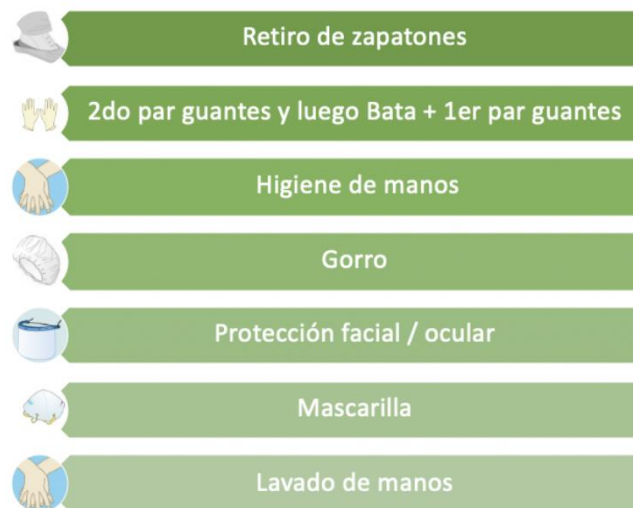 Retiro de zapatones
2do par guantes y luego Bata + 1er par guantes
Higiene de manos
Gorro
Protección facial / ocular
Mascarilla
Lavado de manos